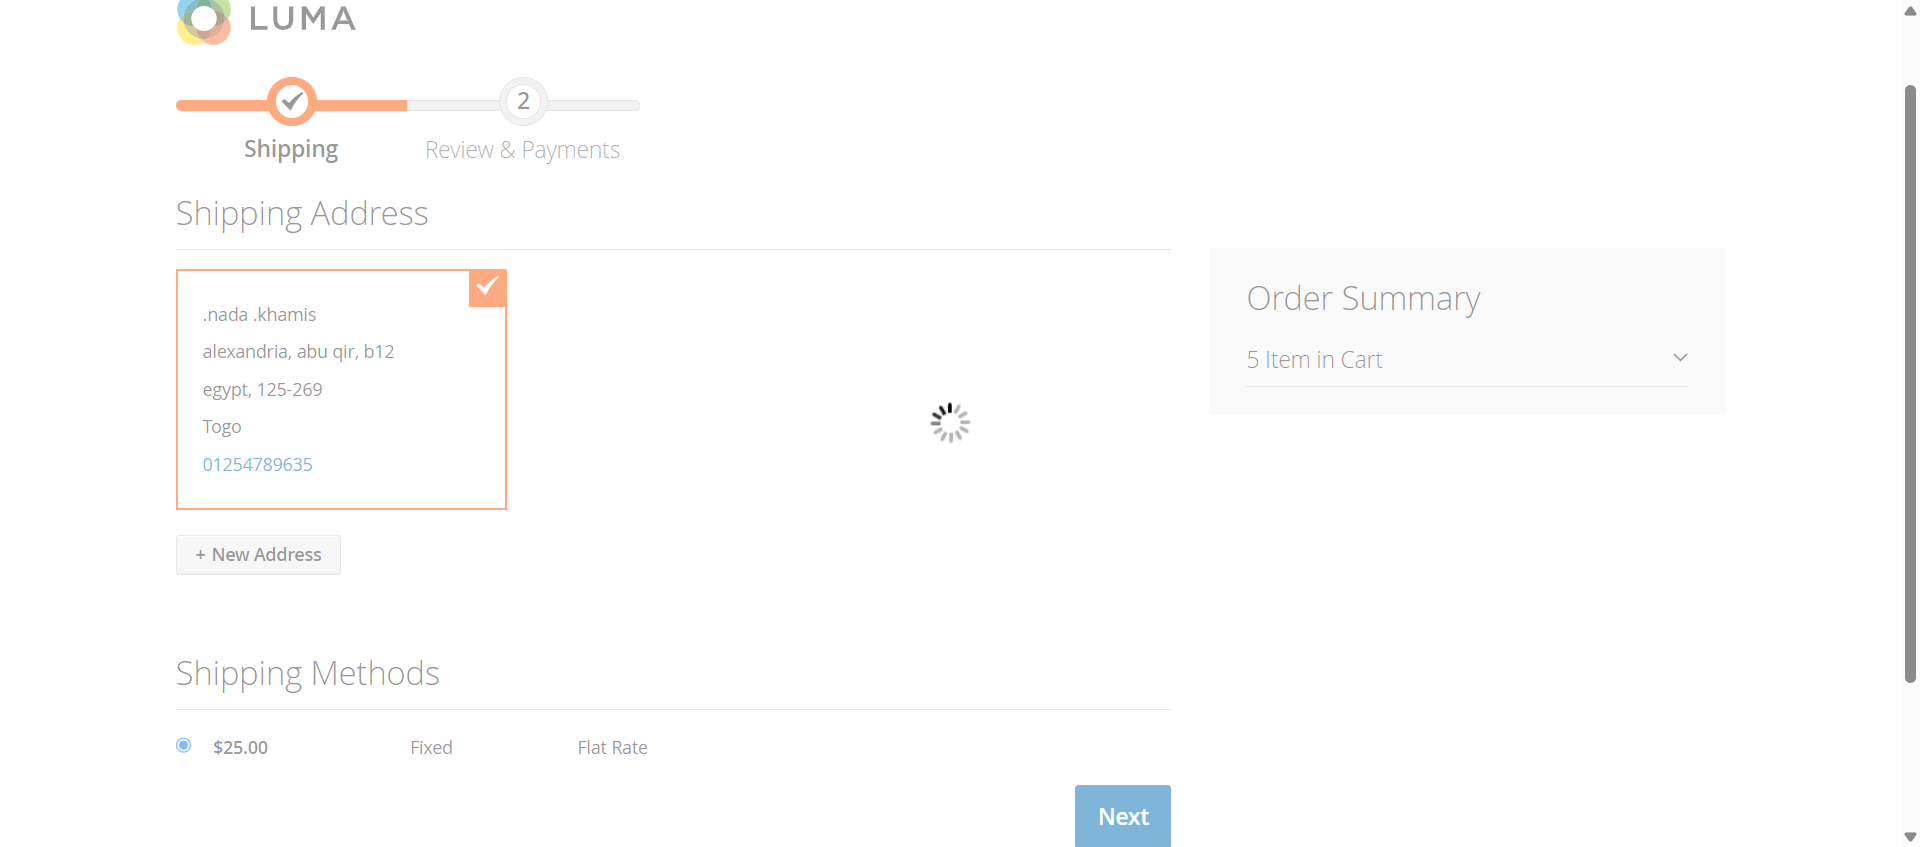 LUMA
2
Shipping
Review & Payments
Shipping Address
.nada .khamis
alexandria, abu qir, b12
egypt, 125-269
Togo
01254789635
+ New Address
Order Summary
5 Item in Cart
Shipping Methods
$25.00 Fixed Flat Rate
Next